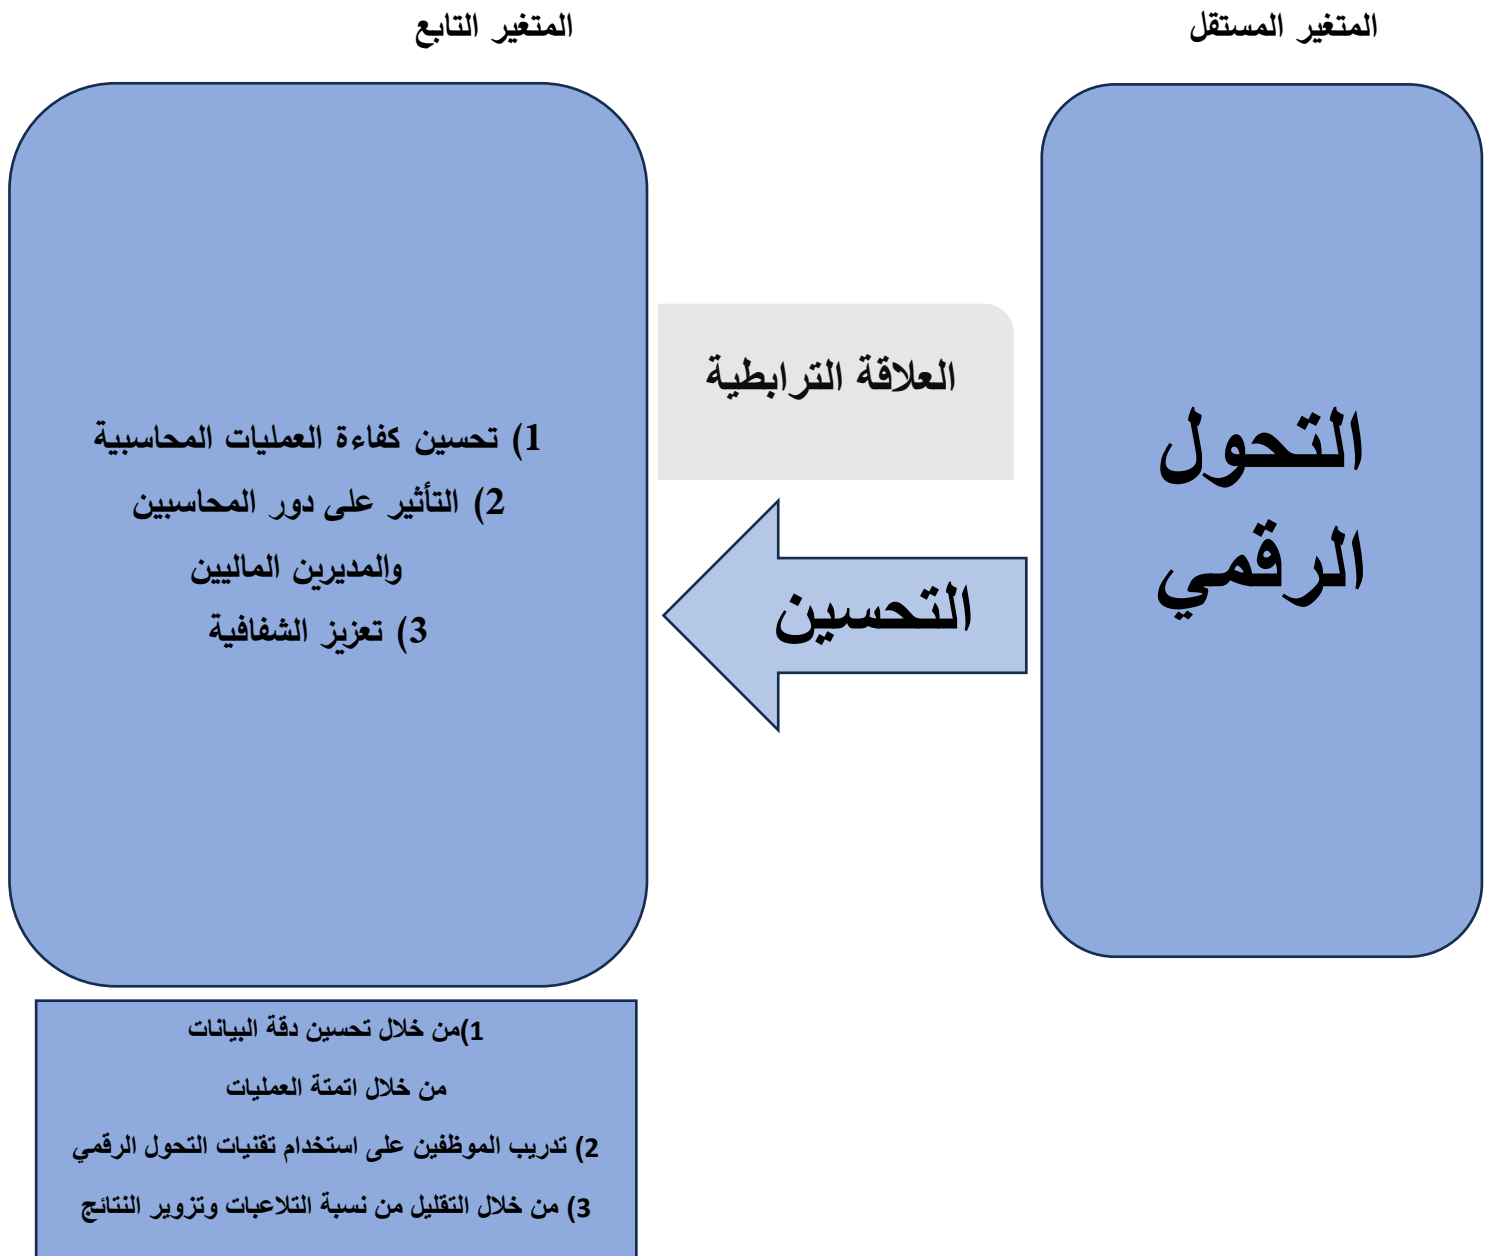 المتغير المستقل
المتغير التابع
التحول
الرقمي
العلاقة الترابطية
التحسين
1) تحسين كفاءة العمليات المحاسبية
2) التأثير على دور المحاسبين
والمديرين الماليين
3) تعزيز الشفافية
1)من خلال تحسين دقة البيانات
من خلال اتمتة العمليات
2) تدريب الموظفين على استخدام تقنيات التحول الرقمي
3) من خلال التقليل من نسبة التلاعبات وتزوير النتائج